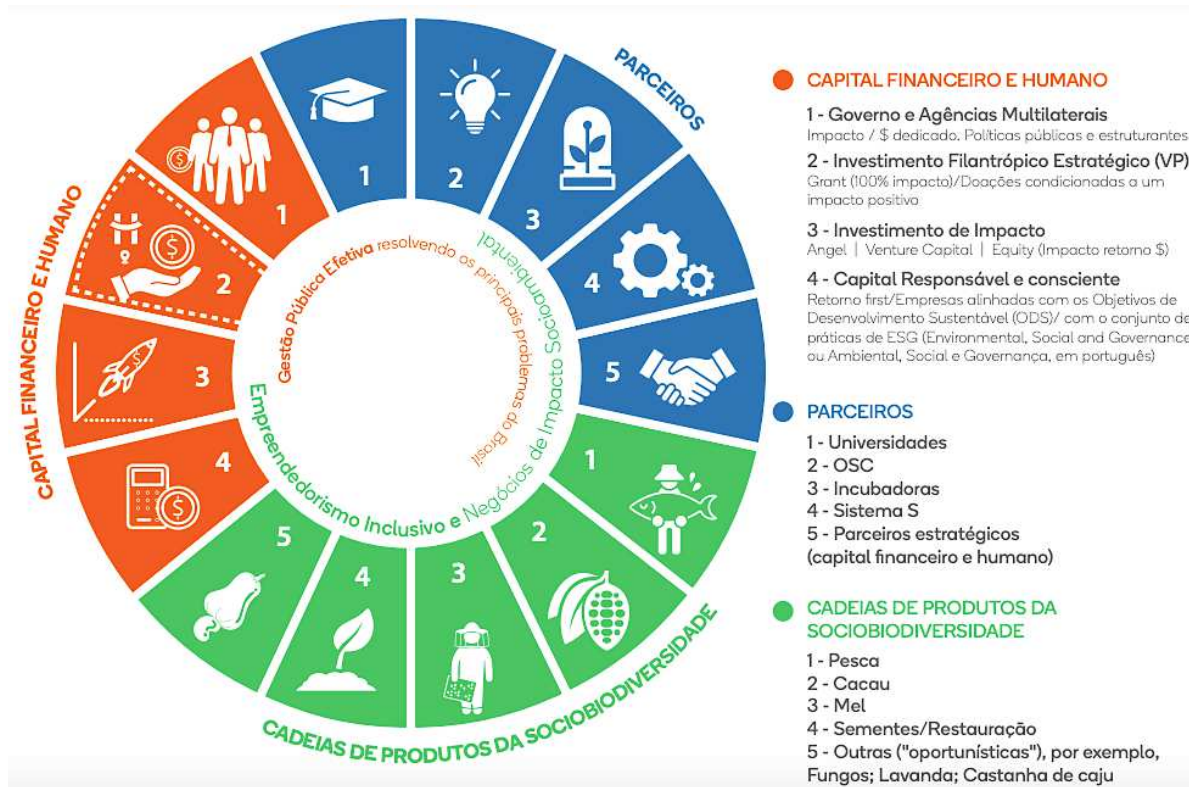 CAPITAL FINANCEIRO E HUMANO
1
2
3
4
PARCEIROS
1
2
3
4
5
CADEIAS DE PRODUTOS DA SOCIOBIODIVERSIDADE
1
2
3
4
5
Gestão Pública Efetiva resolvendo os principais problemas do Brasil
Empreendedorismo Inclusivo e Negócios de Impacto Socioambiental
CAPITAL FINANCEIRO E HUMANO
1 - Governo e Agências Multilaterais
Impacto / $ dedicado. Políticas públicas e estruturantes
2 - Investimento Filantrópico Estratégico (VP)
Grant (100% impacto)/Doações condicionadas a um
impacto positivo
3 - Investimento de Impacto
Angel | Venture Capital | Equity (Impacto retorno $)
4 - Capital Responsável e consciente
Retorno first/Empresas alinhadas com os Objetivos de
Desenvolvimento Sustentável (ODS)/ com o conjunto de
práticas de ESG (Environmental, Social and Governance
ou Ambiental, Social e Governança, em português)
PARCEIROS
1 - Universidades
2 - OSC
3 - Incubadoras
4 - Sistema S
5 - Parceiros estratégicos
(capital financeiro e humano)
CADEIAS DE PRODUTOS DA
SOCIOBIODIVERSIDADE
1 - Pesca
2 - Cacau
3 - Mel
4 - Sementes/Restauração
5 - Outras ("oportunísticas"), por exemplo,
Fungos; Lavanda; Castanha de caju